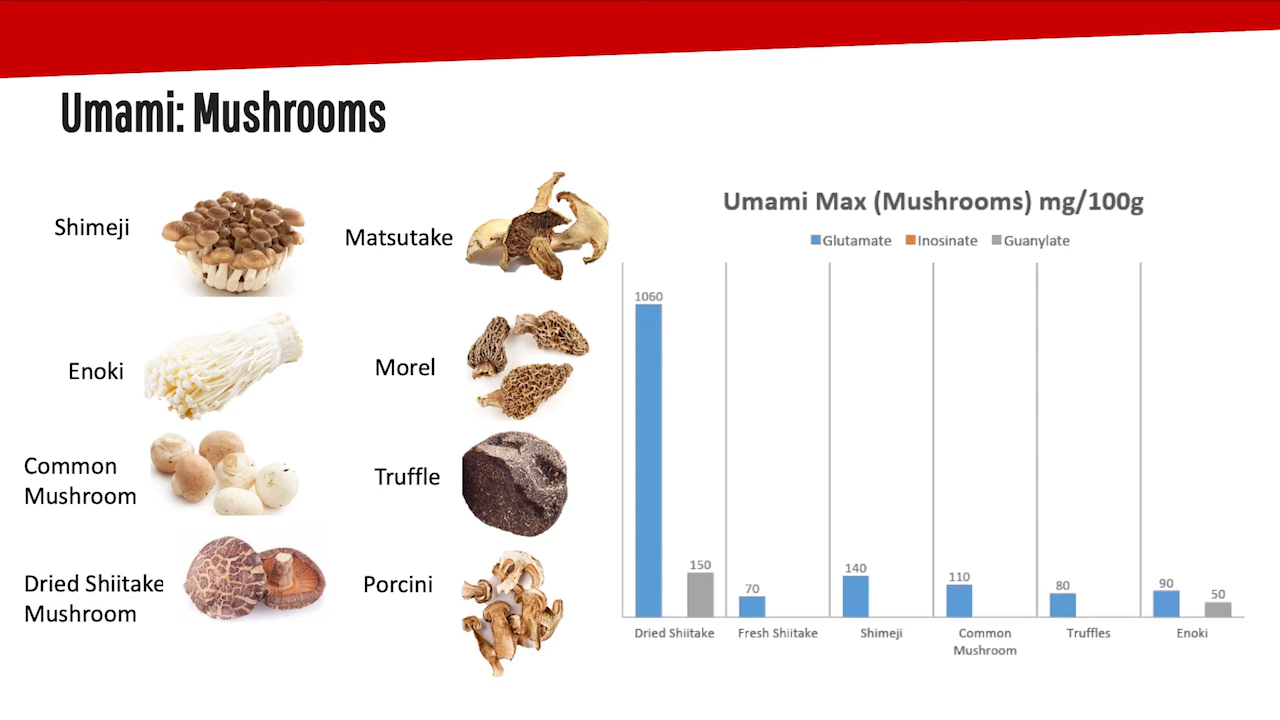 Umami: Mushrooms
Shimeji
Matsutake
Enoki
Morel
Common
Mushroom
Truffle
Dried Shiitake
Mushroom
Porcini
Umami Max (Mushrooms) mg/100g
Glutamate Inosinate Guanylate
1060
150
70
140
110
80
90
50
Dried Shiitake
Fresh Shiitake
Shimeji
Common
Mushroom
Truffles
Enoki